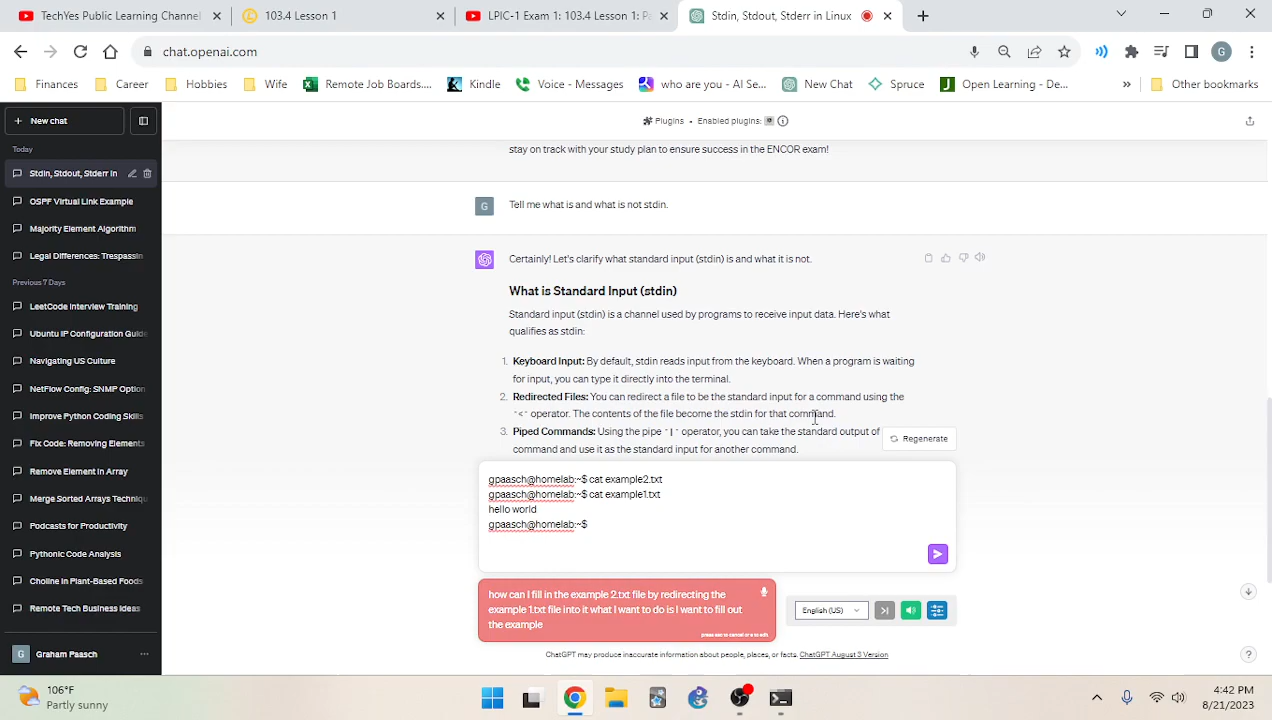 TechYes Public Learning Channel
103.4 Lesson 1
LPIC-1 Exam 1: 103.4 Lesson 1: P
Stdin, Stdout, Stderr in Linux
chat.openai.com
G
Finances
Career
Hobbies
Wife
Remote Job Boards....
Kindle
Voice - Messages
who are you - AI Se...
New Chat
Spruce
Open Learning - De...
»
Other bookmarks
+ New chat
Plugins • Enabled plugins:
Today
Stdin, Stdout, Stderr in
OSPF Virtual Link Example
Majority Element Algorithm
Legal Differences: Trespassin
Previous 7 Days
LeetCode Interview Training
Ubuntu IP Configuration Guide
Navigating US Culture
NetFlow Config: SNMP Option
Improve Python Coding Skills
Fix Code: Removing Elements
Remove Element in Array
Merge Sorted Arrays Techniqu
Podcasts for Productivity
Pythonic Code Analysis
Choline in Plant-Based Foods
Remote Tech Business Ideas
Graham Paasch
...
stay on track with your study plan to ensure success in the ENCOR exam!
G
Tell me what is and what is not stdin.
Certainly! Let's clarify what standard input (stdin) is and what it is not.
What is Standard Input (stdin)
Standard input (stdin) is a channel used by programs to receive input data. Here's what
qualifies as stdin:
1. Keyboard Input: By default, stdin reads input from the keyboard. When a program is waiting
for input, you can type it directly into the terminal.
2. Redirected Files: You can redirect a file to be the standard input for a command using the
`<` operator. The contents of the file become the stdin for that command.
3. Piped Commands: Using the pipe `|` operator, you can take the standard output of
command and use it as the standard input for another command.
Regenerate
gpaasch@homelab:~$ cat example2.txt
gpaasch@homelab:~$ cat example1.txt
hello world
gpaasch@homelab:~$
how can I fill in the example 2.txt file by redirecting the
example 1.txt file into it what I want to do is I want to fill out
the example
press esc to cancel or e to edit
English (US)
ChatGPT may produce inaccurate information about people, places, or facts. ChatGPT August 3 Version
?
106°F
Partly sunny
4:42 PM
8/21/2023